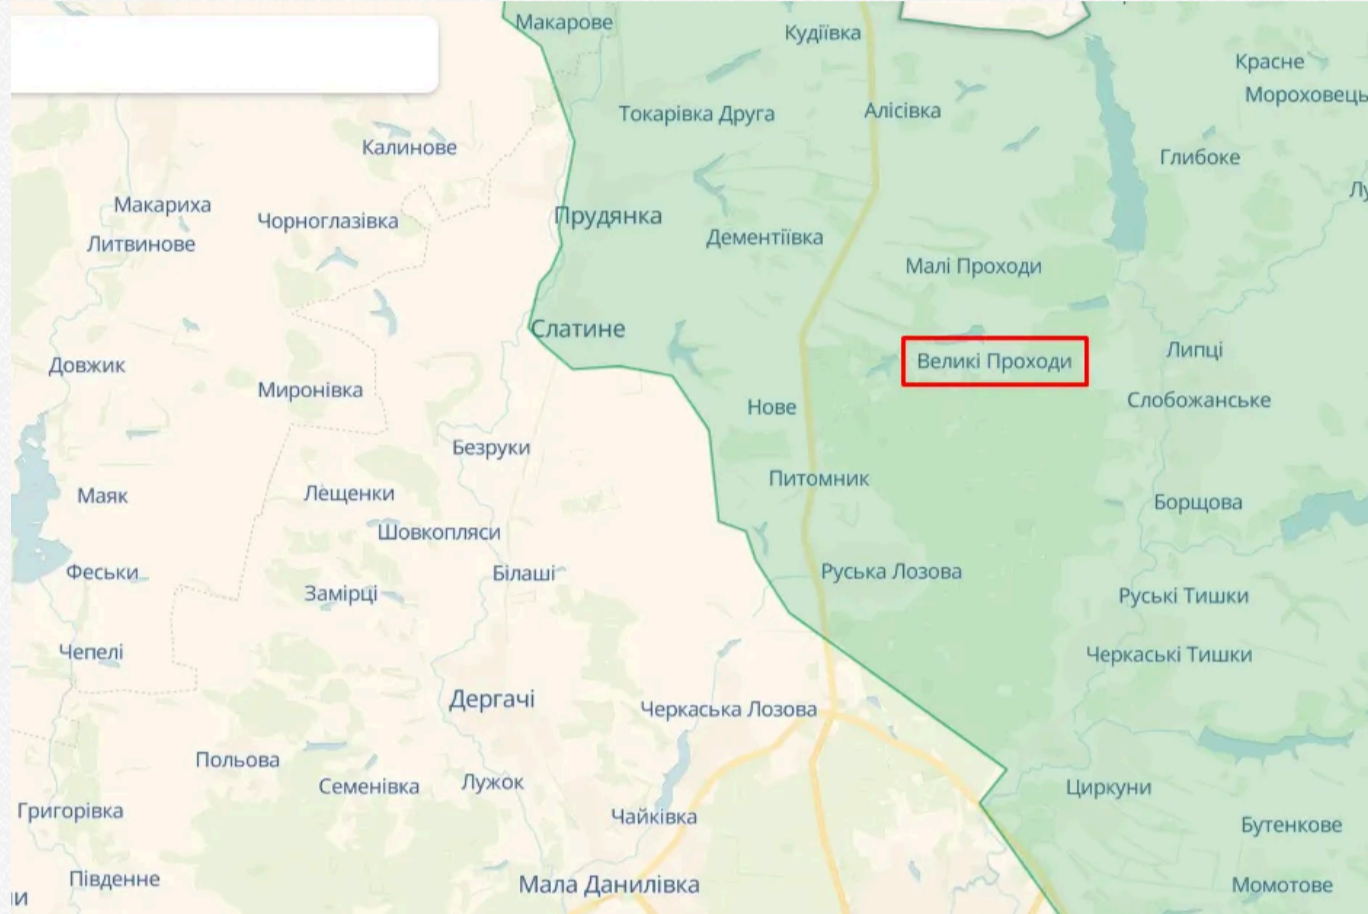 Макарове
Кудіївка
Красне
Мороховець
Токарівка Друга
Алісівка
Калинове
Глибоке
Макариха
Чорноглазівка
Прудянка
Литвинове
Дементіївка
Малі Проходи
Слатине
Довжик
Великі Проходи
Липці
Миронівка
Нове
Слобожанське
Безруки
Питомник
Маяк
Лещенки
Борщова
Шовкопляси
Феськи
Білаші
Руська Лозова
Замірці
Руські Тишки
Чепелі
Черкаські Тишки
Дергачі
Черкаська Лозова
Польова
Семенівка
Лужок
Циркуни
Григорівка
Чайківка
Бутенкове
Південне
Мала Данилівка
Момотове